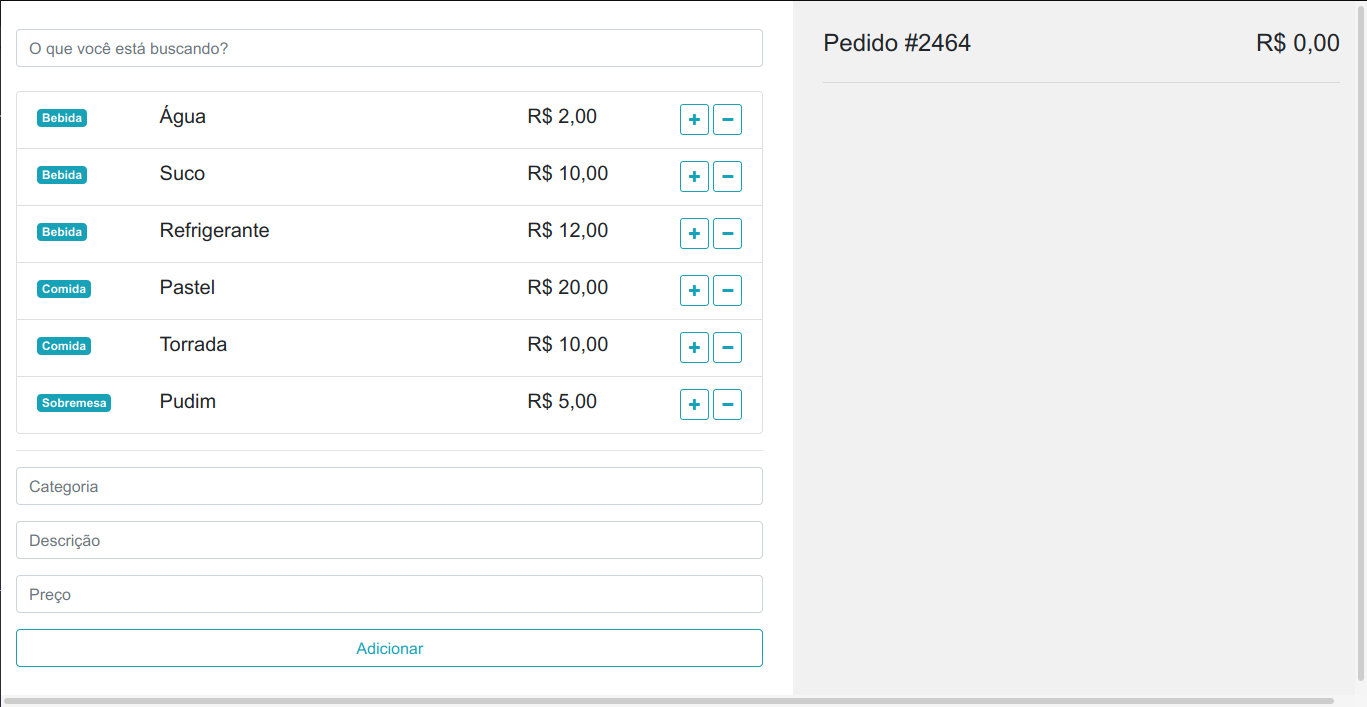 O que você está buscando?
Bebida Água R$ 2,00 + −
Bebida Suco R$ 10,00 + −
Bebida Refrigerante R$ 12,00 + −
Comida Pastel R$ 20,00 + −
Comida Torrada R$ 10,00 + −
Sobremesa Pudim R$ 5,00 + −
Categoria
Descrição
Preço
Adicionar
Pedido #2464 R$ 0,00